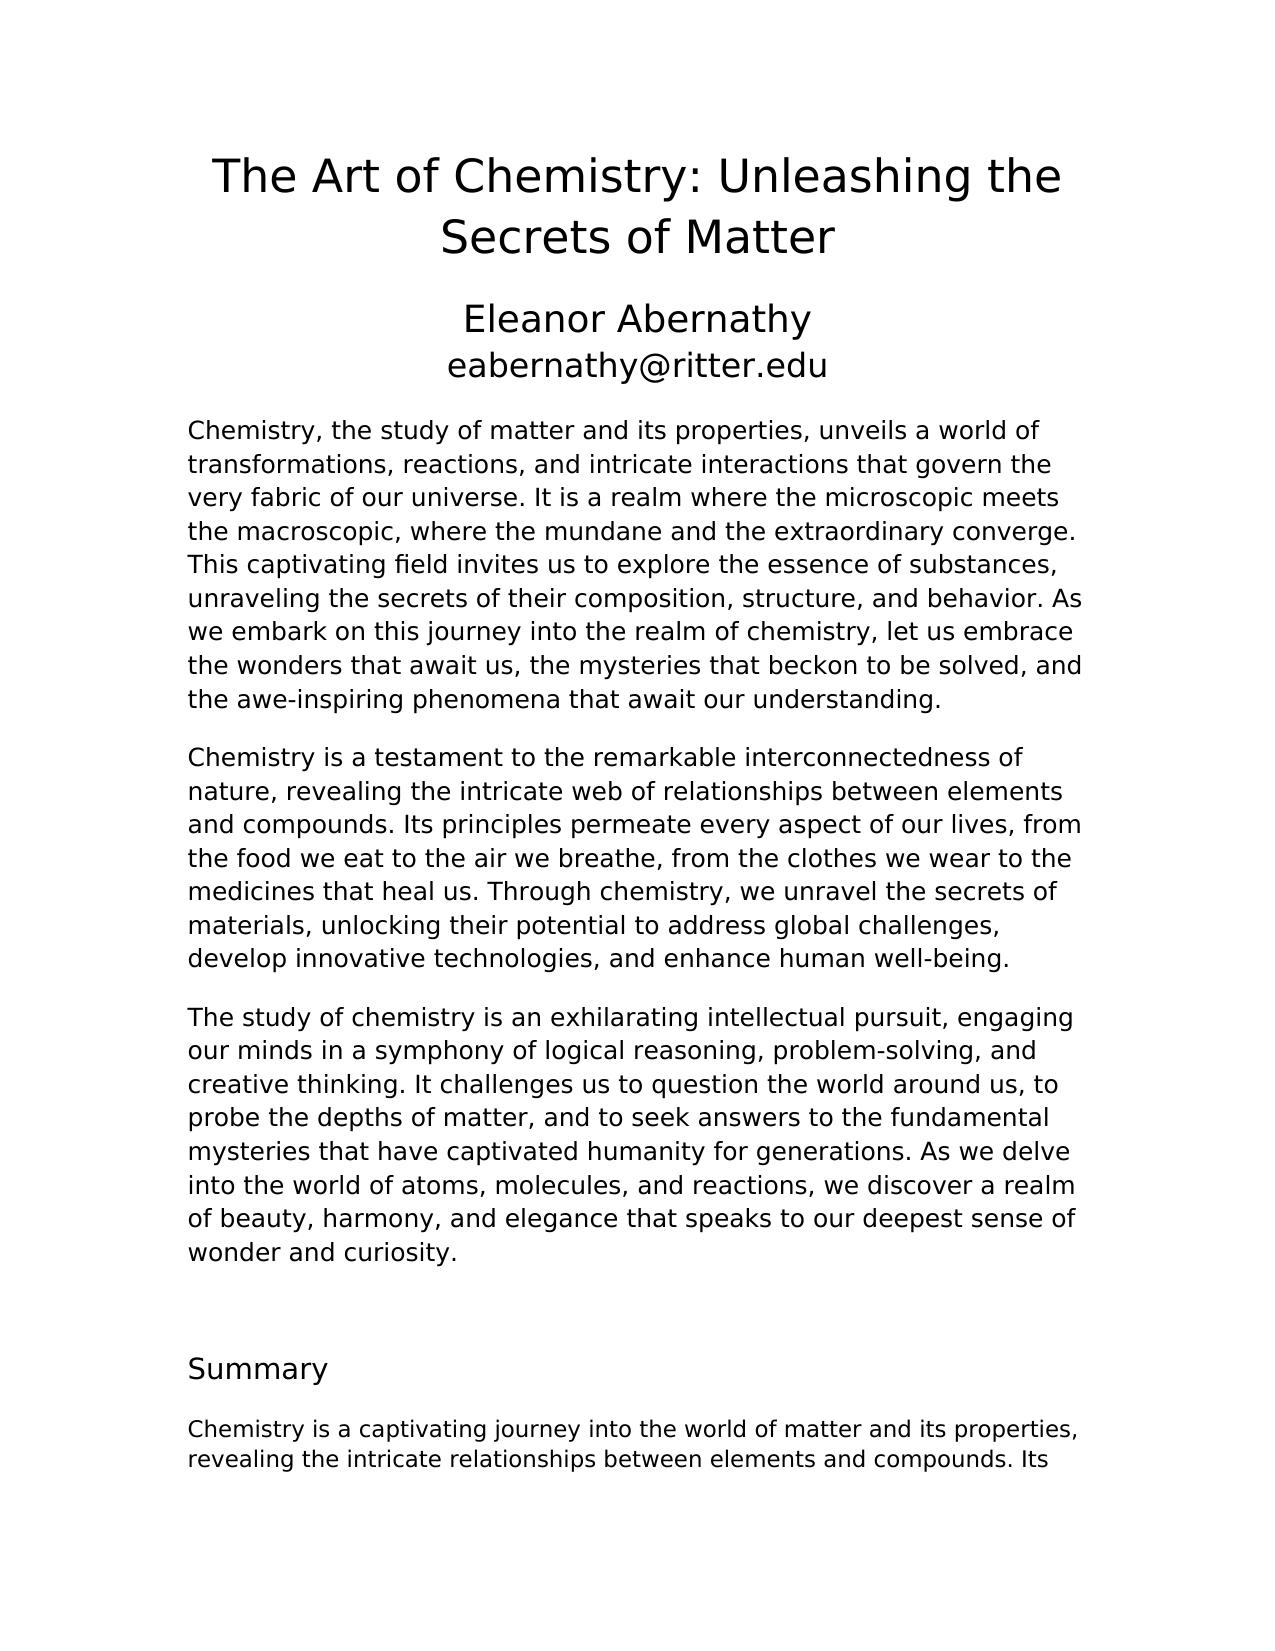 The Art of Chemistry: Unleashing the
Secrets of Matter
Eleanor Abernathy
eabernathy@ritter.edu
Chemistry, the study of matter and its properties, unveils a world of
transformations, reactions, and intricate interactions that govern the
very fabric of our universe. It is a realm where the microscopic meets
the macroscopic, where the mundane and the extraordinary converge.
This captivating field invites us to explore the essence of substances,
unraveling the secrets of their composition, structure, and behavior. As
we embark on this journey into the realm of chemistry, let us embrace
the wonders that await us, the mysteries that beckon to be solved, and
the awe-inspiring phenomena that await our understanding.
Chemistry is a testament to the remarkable interconnectedness of
nature, revealing the intricate web of relationships between elements
and compounds. Its principles permeate every aspect of our lives, from
the food we eat to the air we breathe, from the clothes we wear to the
medicines that heal us. Through chemistry, we unravel the secrets of
materials, unlocking their potential to address global challenges,
develop innovative technologies, and enhance human well-being.
The study of chemistry is an exhilarating intellectual pursuit, engaging
our minds in a symphony of logical reasoning, problem-solving, and
creative thinking. It challenges us to question the world around us, to
probe the depths of matter, and to seek answers to the fundamental
mysteries that have captivated humanity for generations. As we delve
into the world of atoms, molecules, and reactions, we discover a realm
of beauty, harmony, and elegance that speaks to our deepest sense of
wonder and curiosity.
Summary
Chemistry is a captivating journey into the world of matter and its properties,
revealing the intricate relationships between elements and compounds. Its